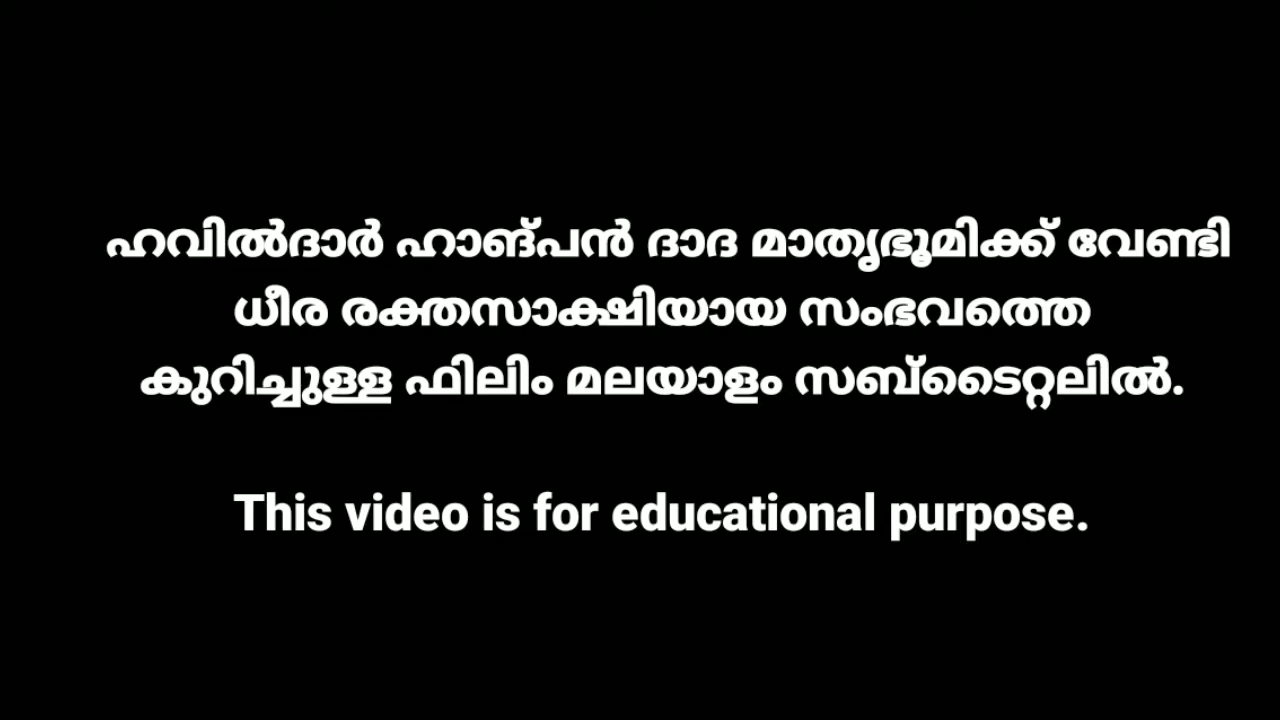 ഹവിൽദാർ ഹാങ്പൻ ദാദ മാതൃഭൂമിക്ക് വേണ്ടി
ധീര രക്തസാക്ഷിയായ സംഭവത്തെ
കുറിച്ചുള്ള ഫിലിം മലയാളം സബ്ടൈറ്റലിൽ.
This video is for educational purpose.